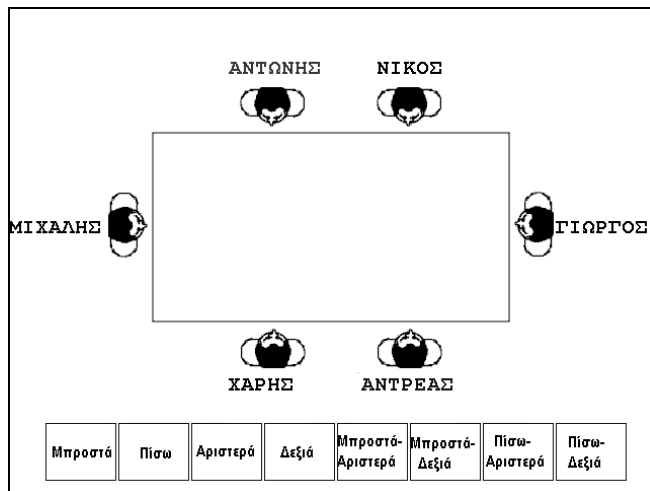 ΑΝΤΩΝΗΣ ΝΙΚΟΣ
ΜΙΧΑΛΗΣ ΓΙΩΡΓΟΣ
ΧΑΡΗΣ ΑΝΤΡΕΑΣ
Μπροστά Πίσω Αριστερά Δεξιά Μπροστά-Αριστερά Μπροστά-Δεξιά Πίσω-Αριστερά Πίσω-Δεξιά